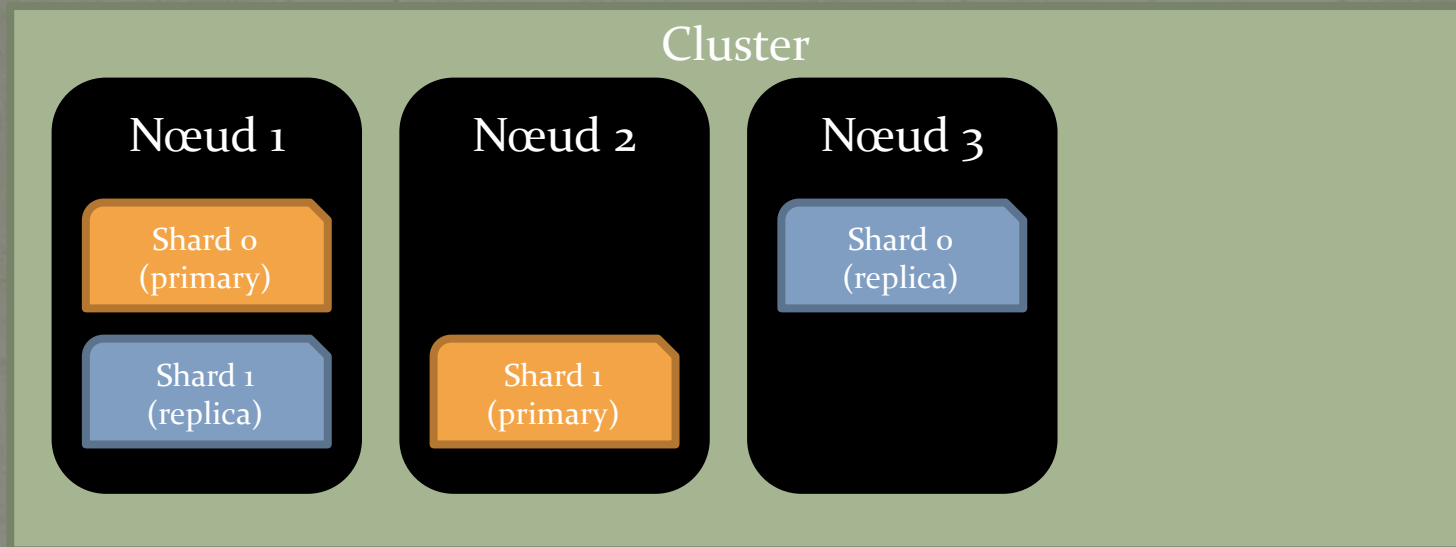 Cluster
Nœud 1
Shard 0
(primary)
Shard 1
(replica)
Nœud 2
Shard 1
(primary)
Nœud 3
Shard 0
(replica)